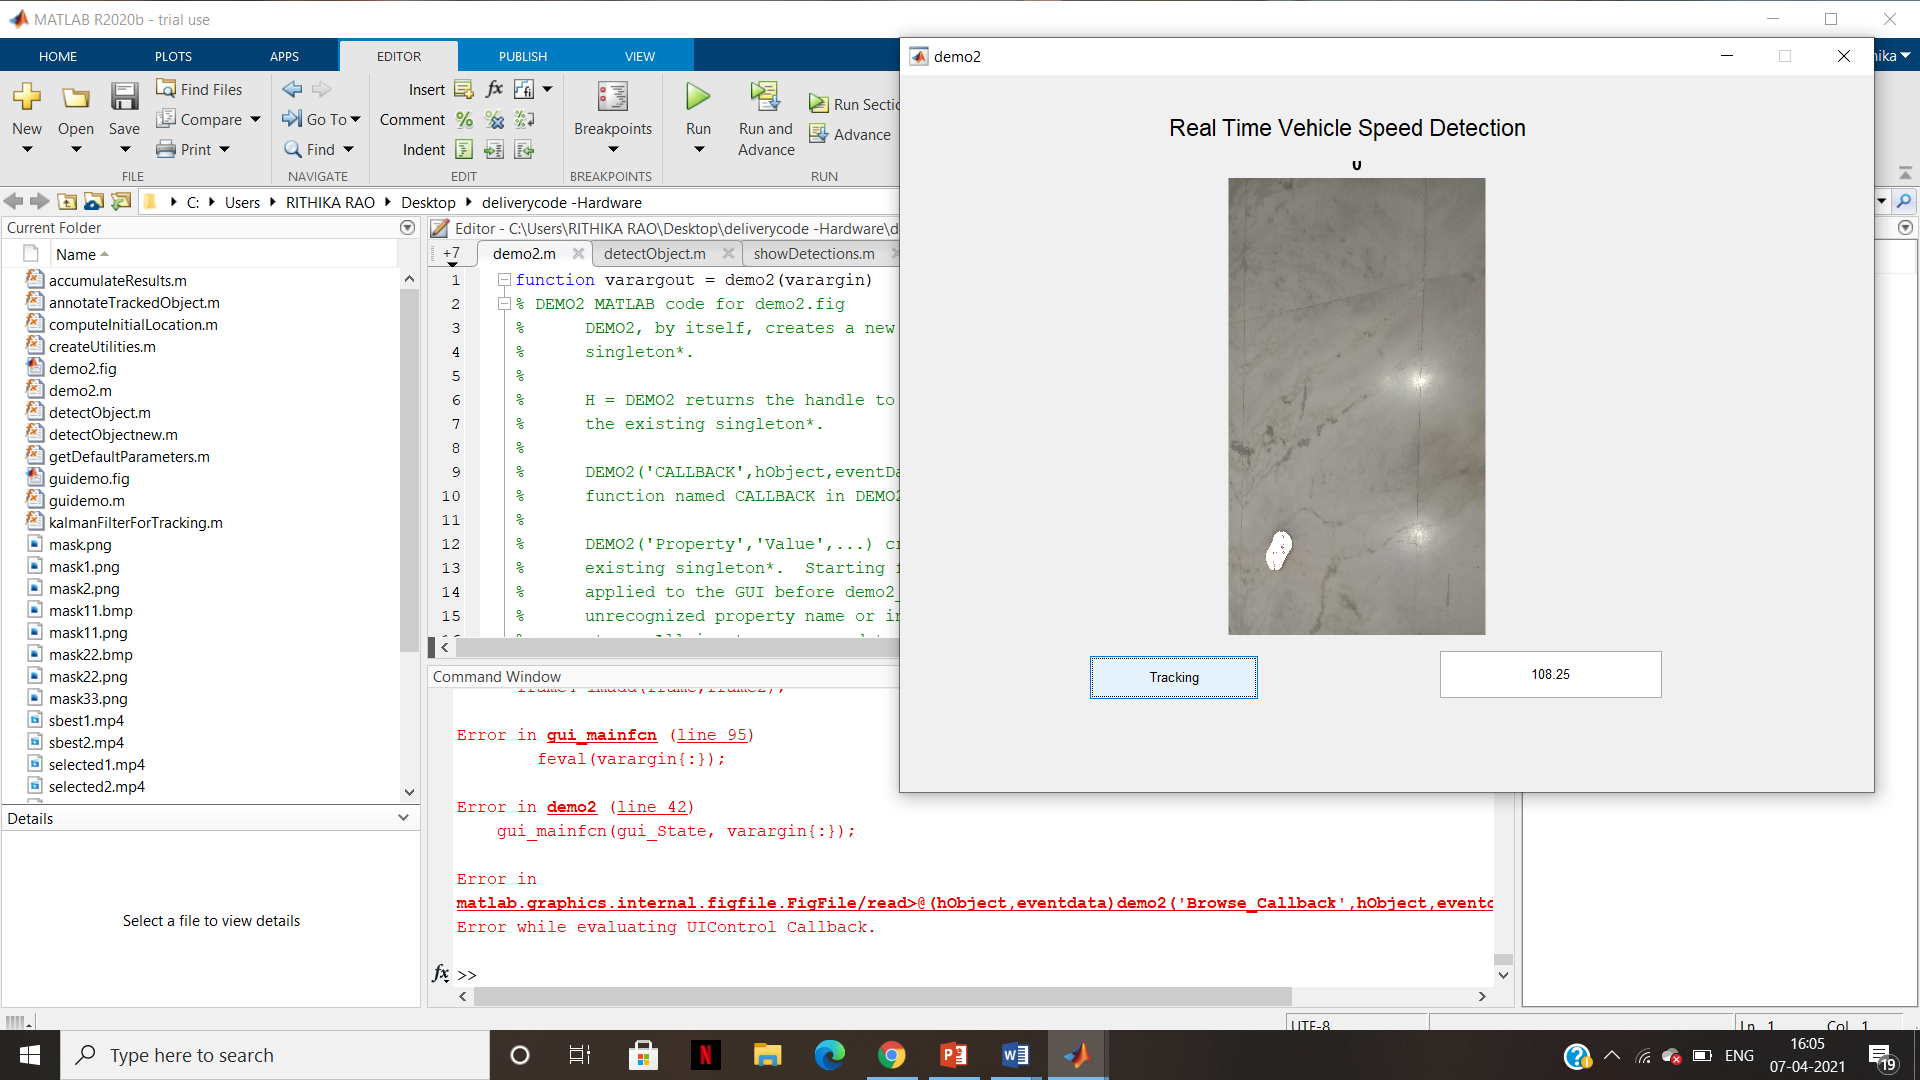 MATLAB R2020b - trial use
HOME PLOTS APPS EDITOR PUBLISH VIEW
New Open Save Find Files Compare Print
FILE
Go To Find
NAVIGATE
Insert fx
Comment
Indent
EDIT
Breakpoints
BREAKPOINTS
Run Run and Advance Run Sectio Advance
RUN
C: Users RITHIKA RAO Desktop deliverycode -Hardware
Current Folder
Name
accumulateResults.m
annotateTrackedObject.m
computeInitialLocation.m
createUtilities.m
demo2.fig
demo2.m
detectObject.m
detectObjectnew.m
getDefaultParameters.m
guidemo.fig
guidemo.m
kalmanFilterForTracking.m
mask.png
mask1.png
mask2.png
mask11.bmp
mask11.png
mask22.bmp
mask22.png
mask33.png
sbest1.mp4
sbest2.mp4
selected1.mp4
selected2.mp4
Details
Select a file to view details
Editor - C:\Users\RITHIKA RAO\Desktop\deliverycode -Hardware\d
+7 demo2.m detectObject.m showDetections.m
1 function varargout = demo2(varargin)
2 % DEMO2 MATLAB code for demo2.fig
3 % DEMO2, by itself, creates a new
4 % singleton*.
5 %
6 % H = DEMO2 returns the handle to
7 % the existing singleton*.
8 %
9 % DEMO2('CALLBACK',hObject,eventDa
10 % function named CALLBACK in DEMO2
11 %
12 % DEMO2('Property','Value',...) cr
13 % existing singleton*. Starting f
14 % applied to the GUI before demo2_
15 % unrecognized property name or in
Command Window
Error in gui_mainfcn (line 95)
feval(varargin{:});
Error in demo2 (line 42)
gui_mainfcn(gui_State, varargin{:});
Error in
matlab.graphics.internal.figfile.FigFile/read>@(hObject,eventdata)demo2('Browse_Callback',hObject,eventd
Error while evaluating UIControl Callback.
fx >>
demo2
Real Time Vehicle Speed Detection
Tracking
108.25
nika
UTF-8
Ln 1 Col 1
Type here to search
ENG
16:05
07-04-2021
19